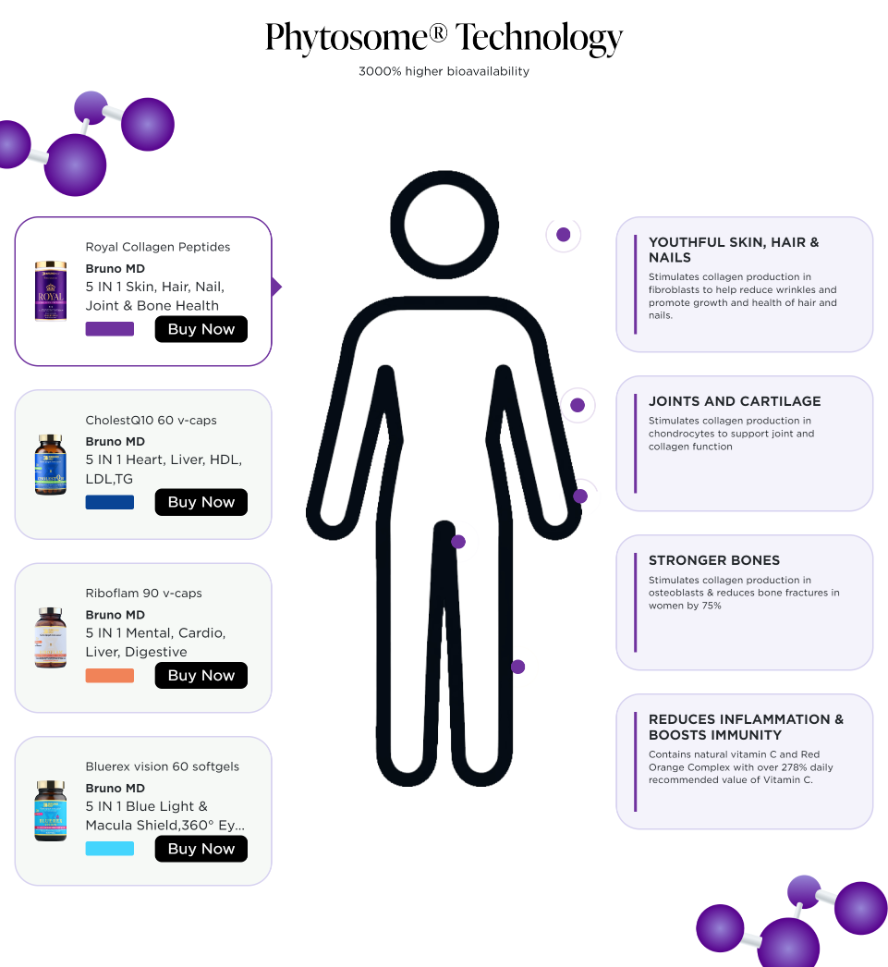 Phytosome® Technology
3000% higher bioavailability
Royal Collagen Peptides
Bruno MD
5 IN 1 Skin, Hair, Nail,
Joint & Bone Health
Buy Now
ROYAL
CholestQ10 60 v-caps
Bruno MD
5 IN 1 Heart, Liver, HDL,
LDL,TG
Buy Now
Riboflam 90 v-caps
Bruno MD
5 IN 1 Mental, Cardio,
Liver, Digestive
Buy Now
Bluerex vision 60 softgels
Bruno MD
5 IN 1 Blue Light &
Macula Shield,360° Ey...
Buy Now
YOUTHFUL SKIN, HAIR &
NAILS
Stimulates collagen production in
fibroblasts to help reduce wrinkles and
promote growth and health of hair and
nails.
JOINTS AND CARTILAGE
Stimulates collagen production in
chondrocytes to support joint and
collagen function
STRONGER BONES
Stimulates collagen production in
osteoblasts & reduces bone fractures in
women by 75%
REDUCES INFLAMMATION &
BOOSTS IMMUNITY
Contains natural vitamin C and Red
Orange Complex with over 278% daily
recommended value of Vitamin C.